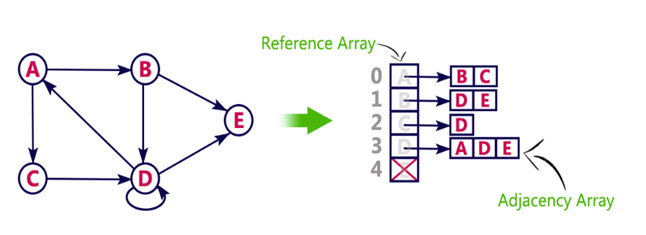 Reference Array
A B
C D
E
0 A B C
1 B D E
2 C D
3 D A D E
4
Adjacency Array